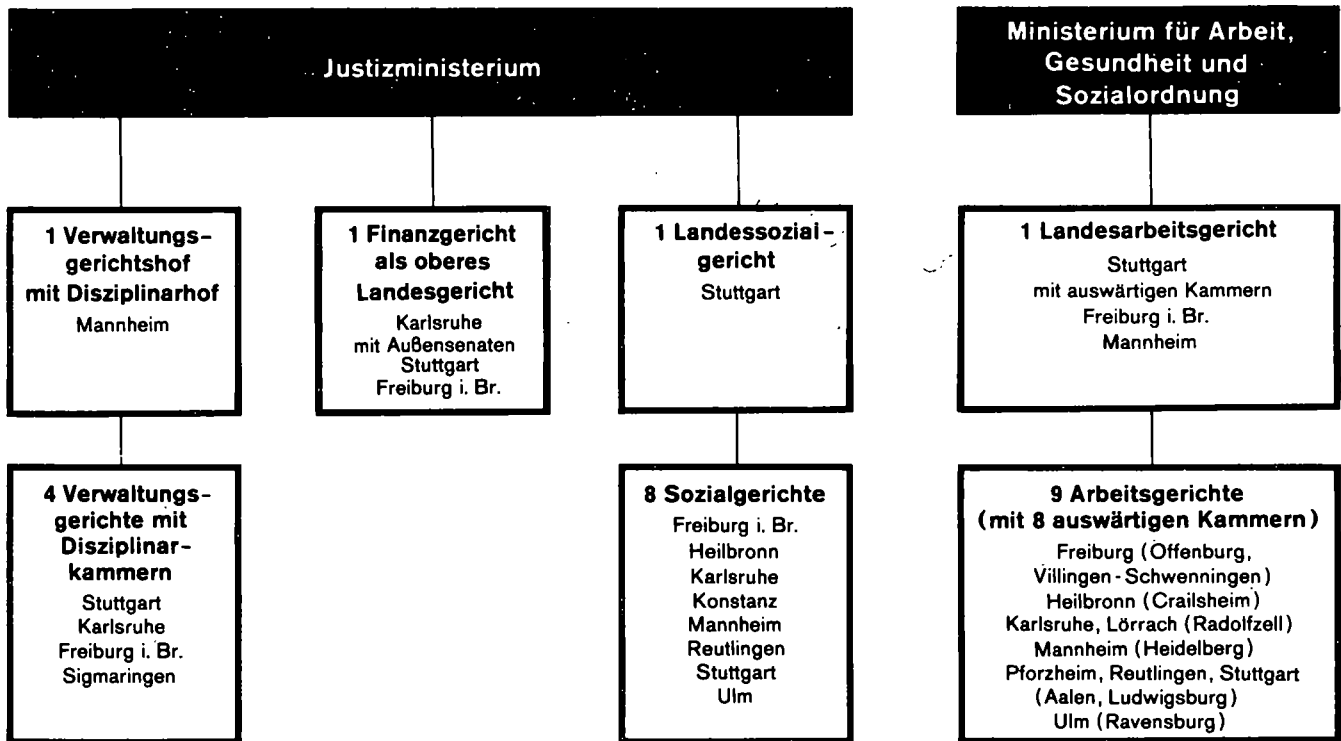 Justizministerium
Ministerium für Arbeit,
Gesundheit und
Sozialordnung
1 Verwaltungs-
gerichtshof
mit Disziplinarhof
Mannheim
1 Finanzgericht
als oberes
Landesgericht
Karlsruhe
mit Außensenaten
Stuttgart
Freiburg i. Br.
1 Landessozial-
gericht
Stuttgart
1 Landesarbeitsgericht
Stuttgart
mit auswärtigen Kammern
Freiburg i. Br.
Mannheim
4 Verwaltungs-
gerichte mit
Disziplinar-
kammern
Stuttgart
Karlsruhe
Freiburg i. Br.
Sigmaringen
8 Sozialgerichte
Freiburg i. Br.
Heilbronn
Karlsruhe
Konstanz
Mannheim
Reutlingen
Stuttgart
Ulm
9 Arbeitsgerichte
(mit 8 auswärtigen Kammern)
Freiburg (Offenburg,
Villingen-Schwenningen)
Heilbronn (Crailsheim)
Karlsruhe, Lörrach (Radolfzell)
Mannheim (Heidelberg)
Pforzheim, Reutlingen, Stuttgart
(Aalen, Ludwigsburg)
Ulm (Ravensburg)